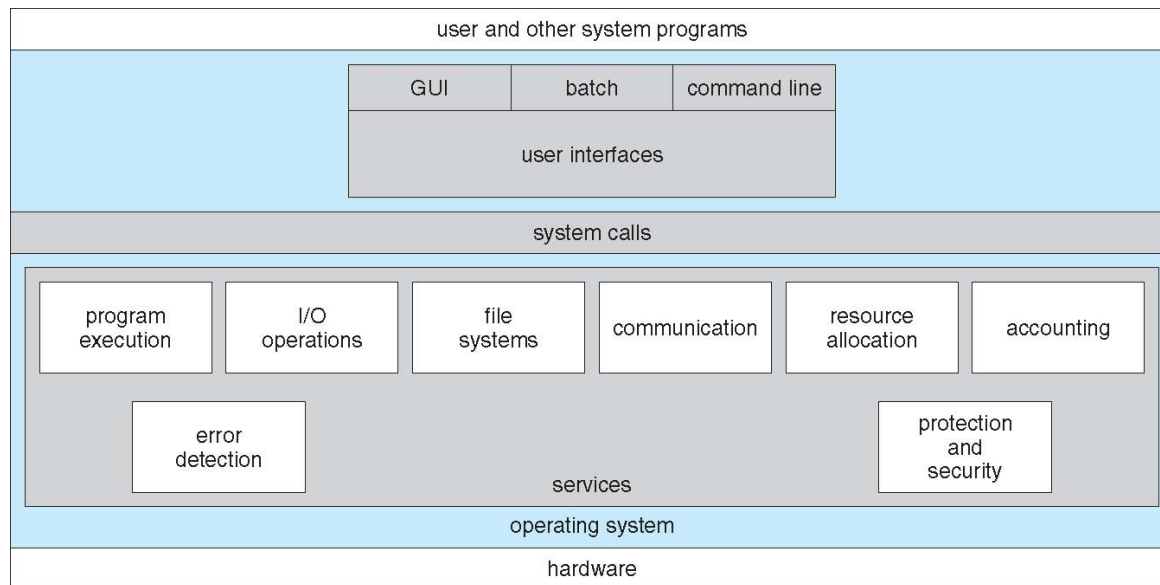 user and other system programs
GUI
batch
command line
user interfaces
system calls
program
execution
I/O
operations
file
systems
communication
resource
allocation
accounting
error
detection
protection
and
security
services
operating system
hardware